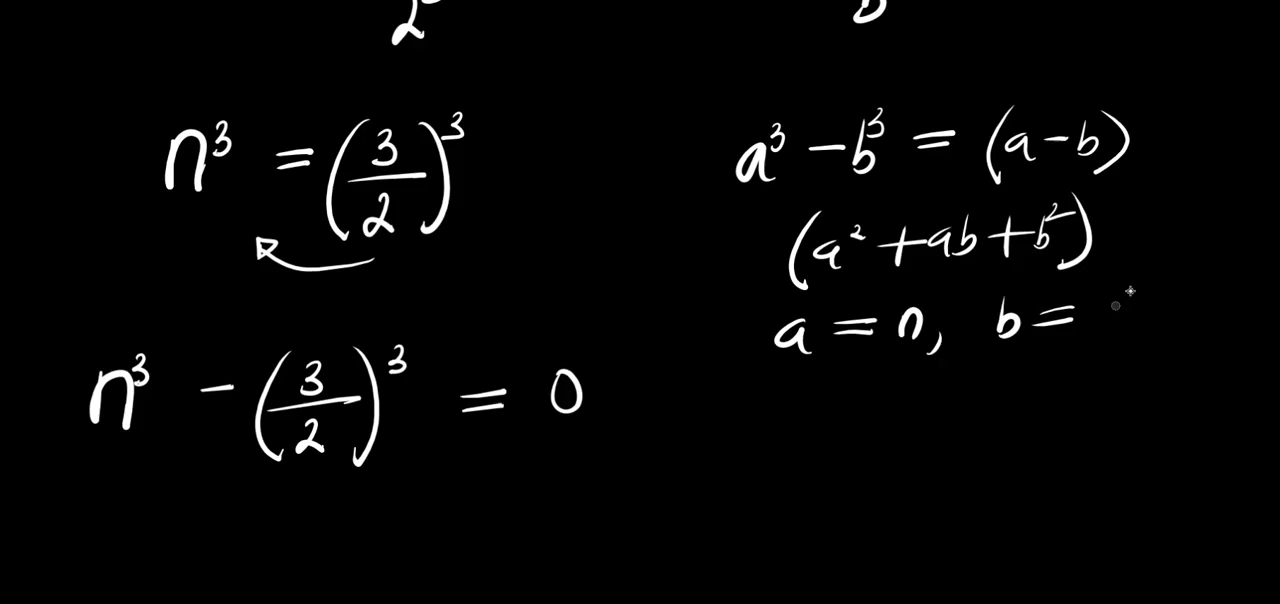 n³ = (3/2)³
n³ - (3/2)³ = 0
a³ - b³ = (a - b)
(a² + ab + b²)
a = n, b =